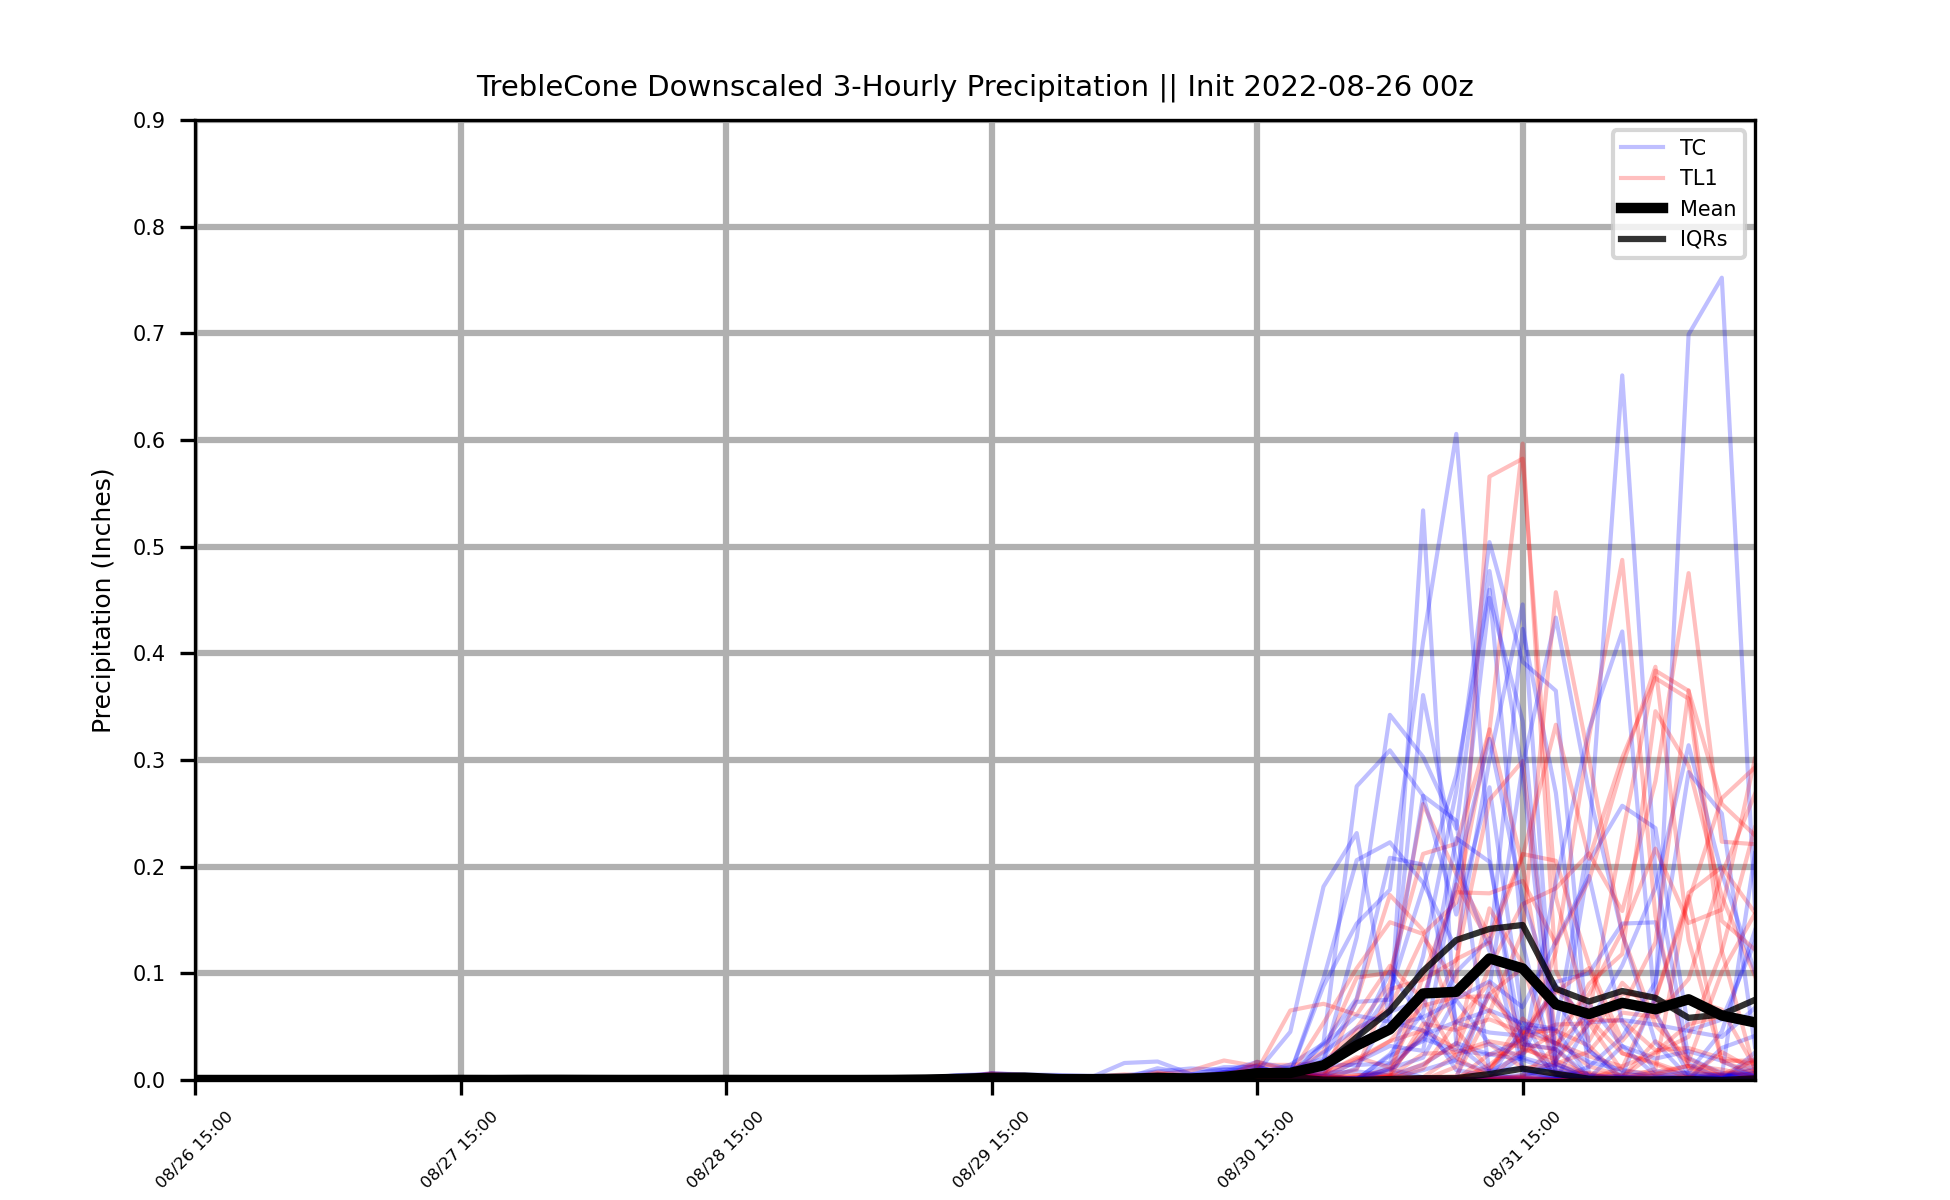 TrebleCone Downscaled 3-Hourly Precipitation || Init 2022-08-26 00z
Precipitation (Inches)
0.9
0.8
0.7
0.6
0.5
0.4
0.3
0.2
0.1
0.0
TC
TL1
Mean
IQRs
08/26 15:00
08/27 15:00
08/28 15:00
08/29 15:00
08/30 15:00
08/31 15:00